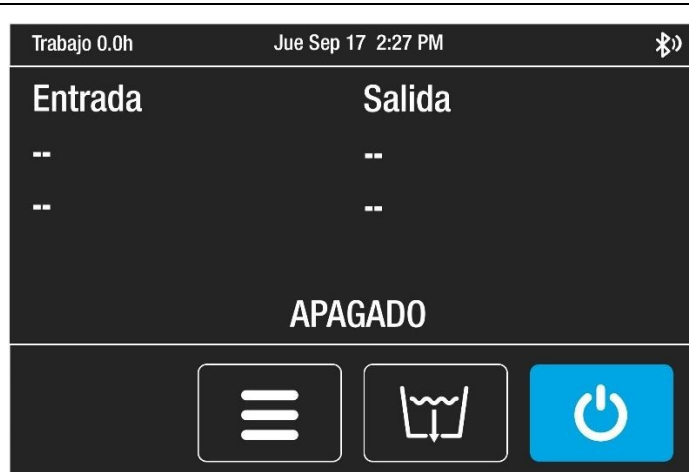 Trabajo 0.0h Jue Sep 17 2:27 PM
Entrada Salida
-- --
-- --
APAGADO